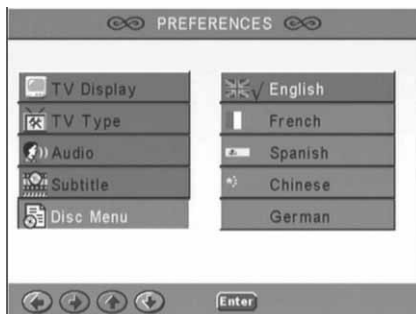 PREFERENCES
TV Display
TV Type
Audio
Subtitle
Disc Menu
English
French
Spanish
Chinese
German
Enter